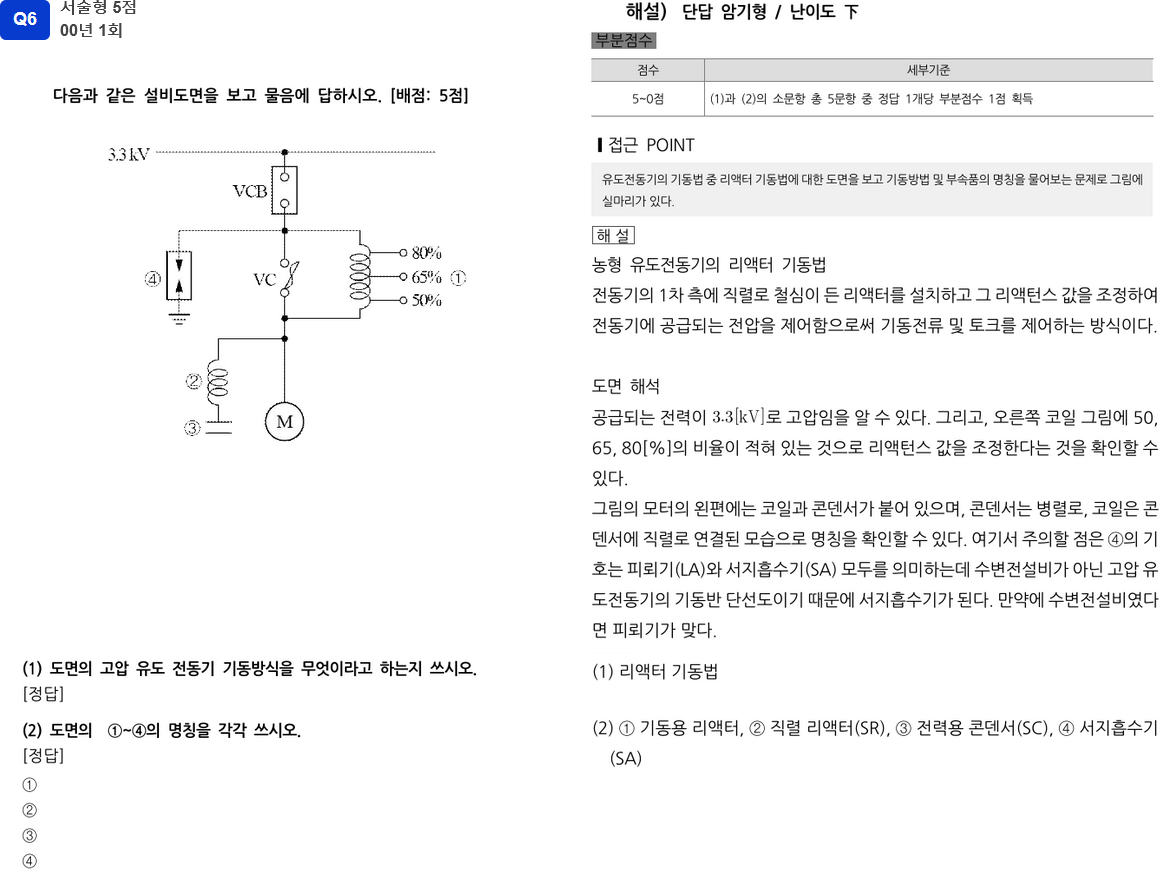 Q6
서술형 5점
00년 1회
다음과 같은 설비도면을 보고 물음에 답하시오. [배점: 5점]
3.3 kV
VCB
④
VC
80%
65% ①
50%
②
③
M
(1) 도면의 고압 유도 전동기 기동방식을 무엇이라고 하는지 쓰시오.
[정답]
(2) 도면의 ①~④의 명칭을 각각 쓰시오.
[정답]
①
②
③
④
해설) 단답 암기형 / 난이도 下
부분점수
점수 세부기준
5~0점 (1)과 (2)의 소문항 총 5문항 중 정답 1개당 부분점수 1점 획득
접근 POINT
유도전동기의 기동법 중 리액터 기동법에 대한 도면을 보고 기동방법 및 부속품의 명칭을 물어보는 문제로 그림에
실마리가 있다.
해 설
농형 유도전동기의 리액터 기동법
전동기의 1차 측에 직렬로 철심이 든 리액터를 설치하고 그 리액턴스 값을 조정하여
전동기에 공급되는 전압을 제어함으로써 기동전류 및 토크를 제어하는 방식이다.
도면 해석
공급되는 전력이 3.3[kV]로 고압임을 알 수 있다. 그리고, 오른쪽 코일 그림에 50,
65, 80[%]의 비율이 적혀 있는 것으로 리액턴스 값을 조정한다는 것을 확인할 수
있다.
그림의 모터의 왼편에는 코일과 콘덴서가 붙어 있으며, 콘덴서는 병렬로, 코일은 콘
덴서에 직렬로 연결된 모습으로 명칭을 확인할 수 있다. 여기서 주의할 점은 ④의 기
호는 피뢰기(LA)와 서지흡수기(SA) 모두를 의미하는데 수변전설비가 아닌 고압 유
도전동기의 기동반 단선도이기 때문에 서지흡수기가 된다. 만약에 수변전설비였다
면 피뢰기가 맞다.
(1) 리액터 기동법
(2) ① 기동용 리액터, ② 직렬 리액터(SR), ③ 전력용 콘덴서(SC), ④ 서지흡수기
(SA)